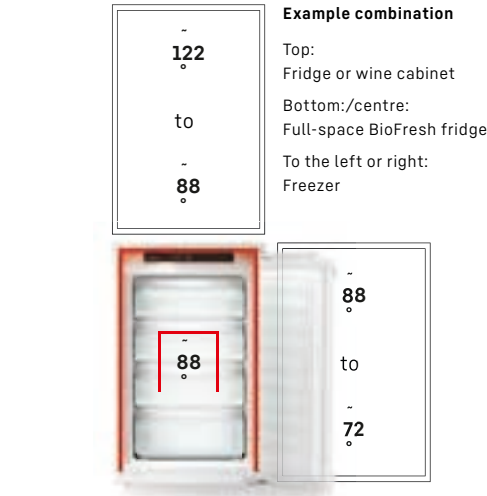 Example combination
Top:
Fridge or wine cabinet
Bottom:/centre:
Full-space BioFresh fridge
To the left or right:
Freezer
~
122
°
to
~
88
°
~
88
°
~
88
°
to
~
72
°